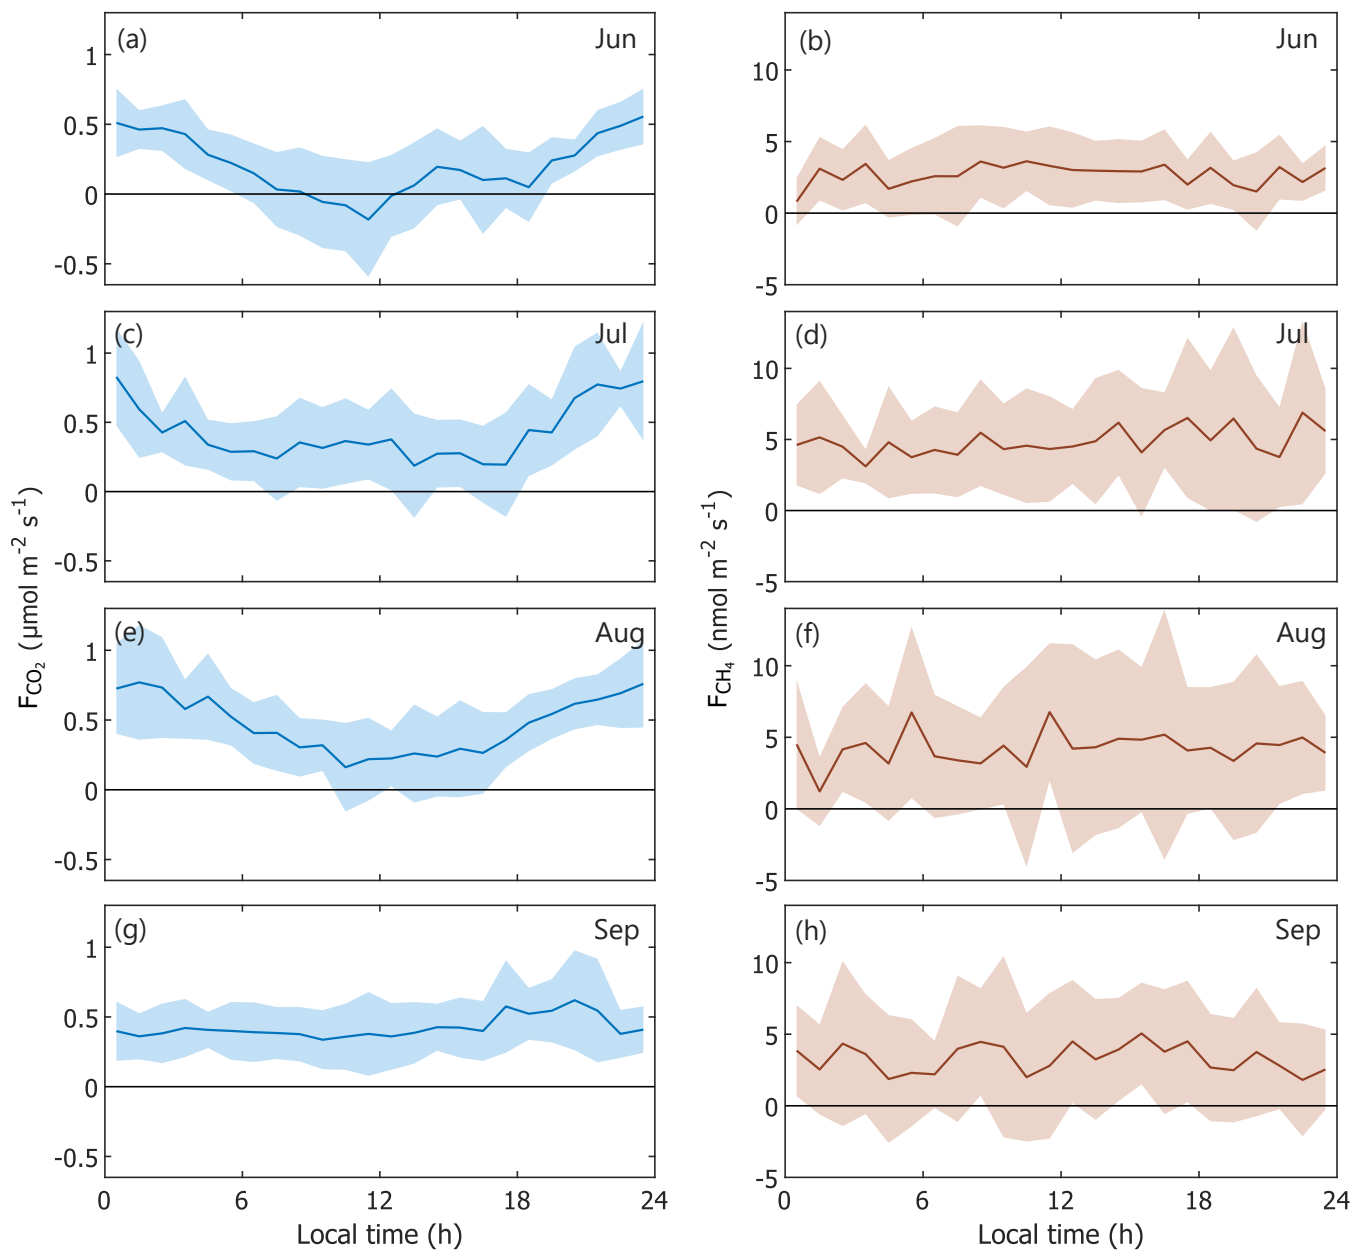 (a) Jun
1
0.5
0
-0.5
(b) Jun
10
5
0
-5
(c) Jul
1
0.5
0
-0.5
(d) Jul
10
5
0
-5
F_CO₂ (μmol m⁻² s⁻¹)
F_CH₄ (nmol m⁻² s⁻¹)
(e) Aug
1
0.5
0
-0.5
(f) Aug
10
5
0
-5
(g) Sep
1
0.5
0
-0.5
0 6 12 18 24
Local time (h)
(h) Sep
10
5
0
-5
0 6 12 18 24
Local time (h)